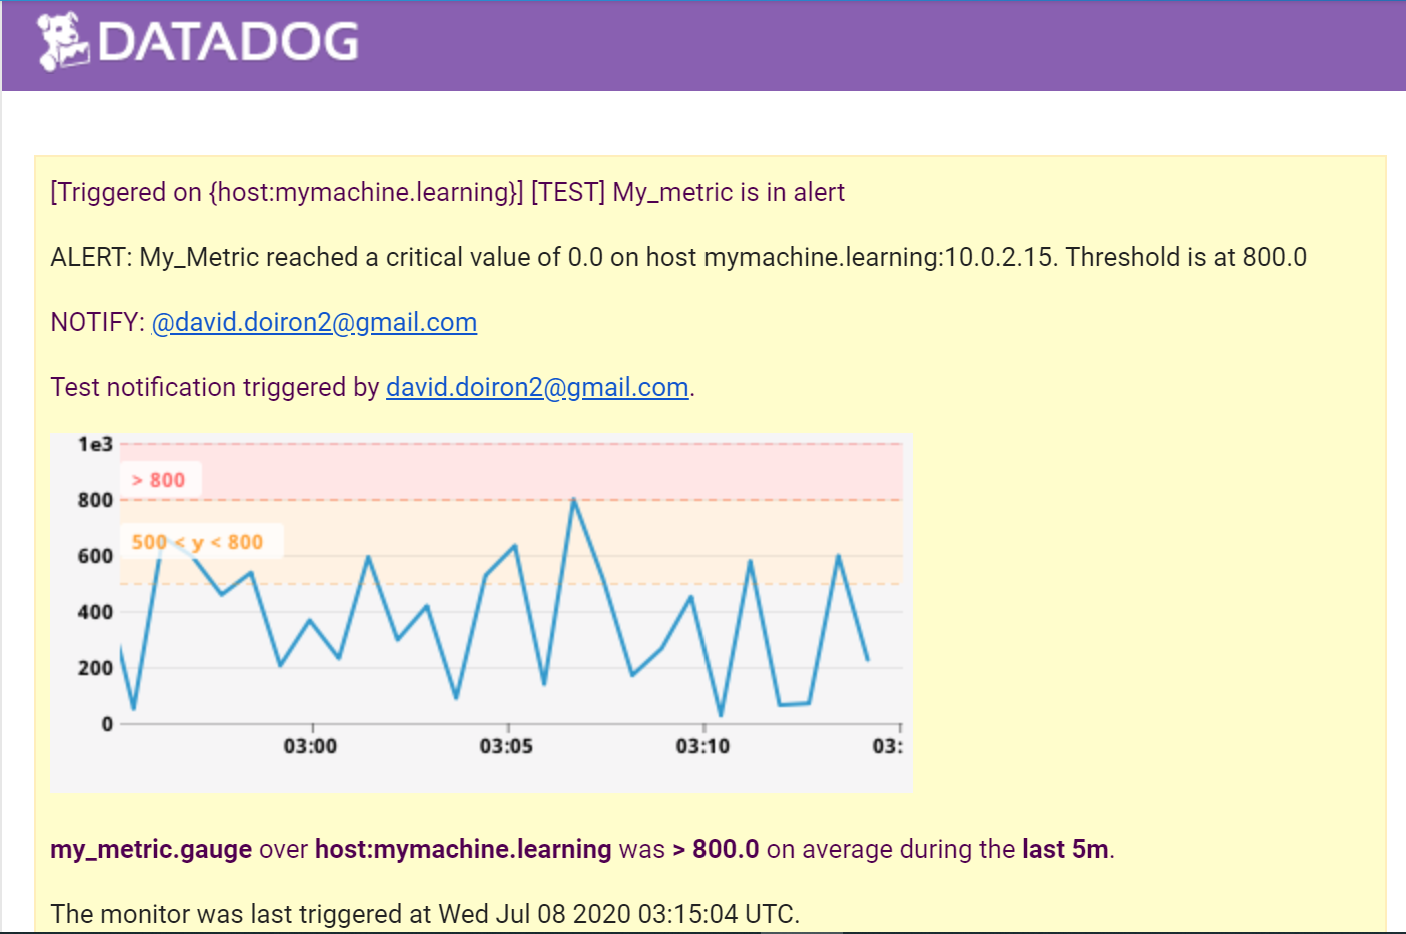 DATADOG
[Triggered on {host:mymachine.learning}] [TEST] My_metric is in alert
ALERT: My_Metric reached a critical value of 0.0 on host mymachine.learning:10.0.2.15. Threshold is at 800.0
NOTIFY: @david.doiron2@gmail.com
Test notification triggered by david.doiron2@gmail.com.
1e3
> 800
800
500 < y < 800
600
400
200
0
03:00 03:05 03:10 03:
my_metric.gauge over host:mymachine.learning was > 800.0 on average during the last 5m.
The monitor was last triggered at Wed Jul 08 2020 03:15:04 UTC.